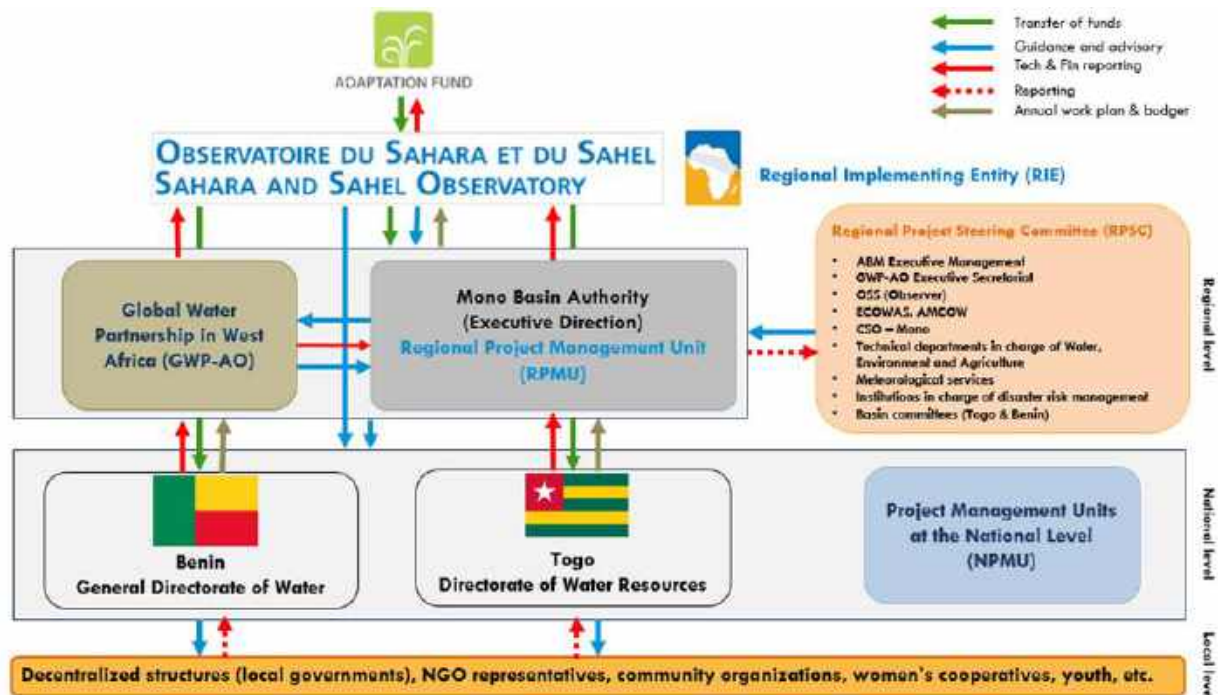 Transfer of funds
Guidance and advisory
Tech & Fin reporting
Reporting
Annual work plan & budger
ADAPTATION FUND
OBSERVATOIRE DU SAHARA ET DU SAHEL
SAHARA AND SAHEL OBSERVATORY
Regional Implementing Entity (RIE)
Global Water
Partnership in West
Africa (GWP-AO)
Mono Basin Authority
(Executive Direction)
Regional Project Management Unit
(RPMU)
Regional Project Steering Committee (RPSC)
• ABM Executive Management
• GWP-AO Executive Secretariat
• OSS (Observer)
• ECOWAS, AMCOW
• CSO – Mono
• Technical departments in charge of Water,
Environment and Agriculture
• Meteorological services
• Institutions in charge of disaster risk management
• Basin committees (Togo & Benin)
Regional level
Benin
General Directorate of Water
Togo
Directorate of Water Resources
Project Management Units
at the National Level
(NPMU)
National level
Decentralized structures (local governments), NGO representatives, community organizations, women's cooperatives, youth, etc.
Local level